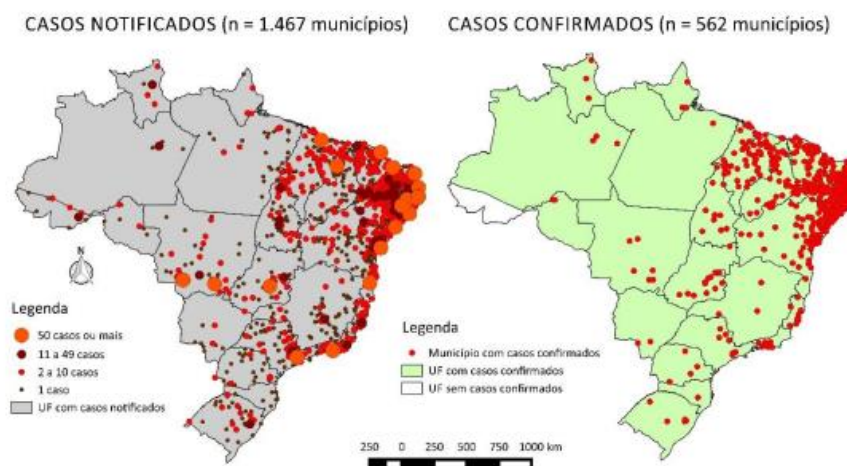 CASOS NOTIFICADOS (n = 1.467 municípios)
CASOS CONFIRMADOS (n = 562 municípios)
N
Legenda
50 casos ou mais
11 a 49 casos
2 a 10 casos
1 caso
UF com casos notificados
Legenda
Município com casos confirmados
UF com casos confirmados
UF sem casos confirmados
250 0 250 500 750 1000 km